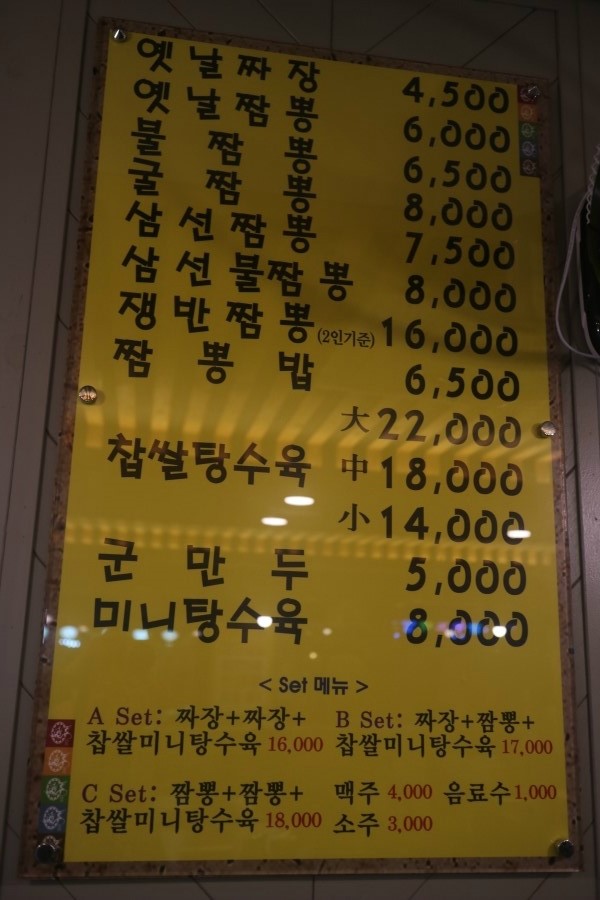 옛날짜장 4,500
옛날짬뽕 6,000
불짬뽕 6,500
굴짬뽕 8,000
삼선짬뽕 7,500
삼선불짬뽕 8,000
쟁반짬뽕(2인기준) 16,000
짬뽕밥 6,500
大 22,000
찹쌀탕수육 中 18,000
小 14,000
군만두 5,000
미니탕수육 8,000
< Set 메뉴 >
A Set: 짜장+짜장+
찹쌀미니탕수육 16,000
B Set: 짜장+짬뽕+
찹쌀미니탕수육 17,000
C Set: 짬뽕+짬뽕+
찹쌀미니탕수육 18,000
맥주 4,000 음료수 1,000
소주 3,000